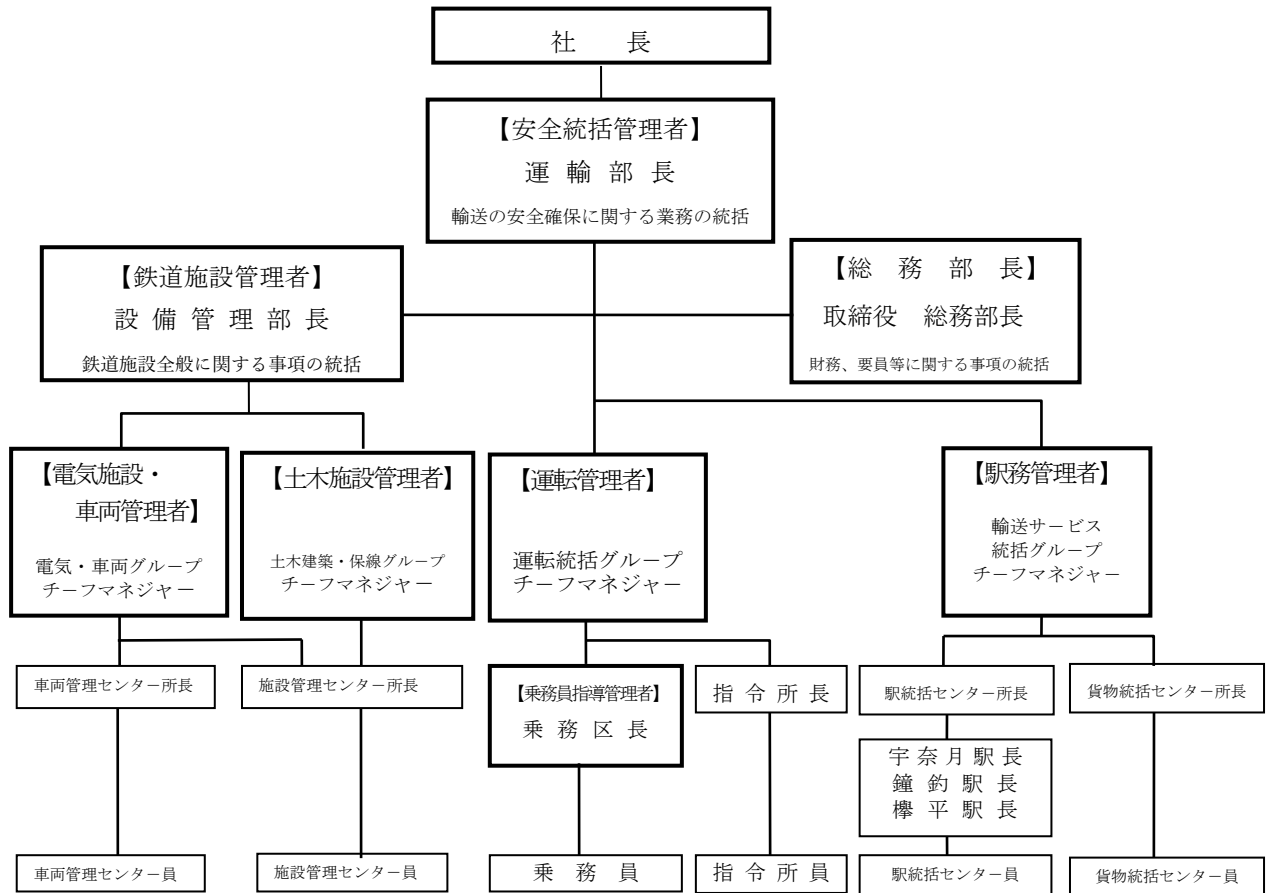 社　長
【安全統括管理者】
運輸部長
輸送の安全確保に関する業務の統括
【鉄道施設管理者】
設備管理部長
鉄道施設全般に関する事項の統括
【総務部長】
取締役　総務部長
財務、要員等に関する事項の統括
【電気施設・
車両管理者】
電気・車両グループ
チーフマネジャー
【土木施設管理者】
土木建築・保線グループ
チーフマネジャー
【運転管理者】
運転統括グループ
チーフマネジャー
【駅務管理者】
輸送サービス
統括グループ
チーフマネジャー
車両管理センター所長
施設管理センター所長
【乗務員指導管理者】
乗務区長
指令所長
駅統括センター所長
貨物統括センター所長
宇奈月駅長
鐘釣駅長
欅平駅長
車両管理センター員
施設管理センター員
乗務員
指令所員
駅統括センター員
貨物統括センター員